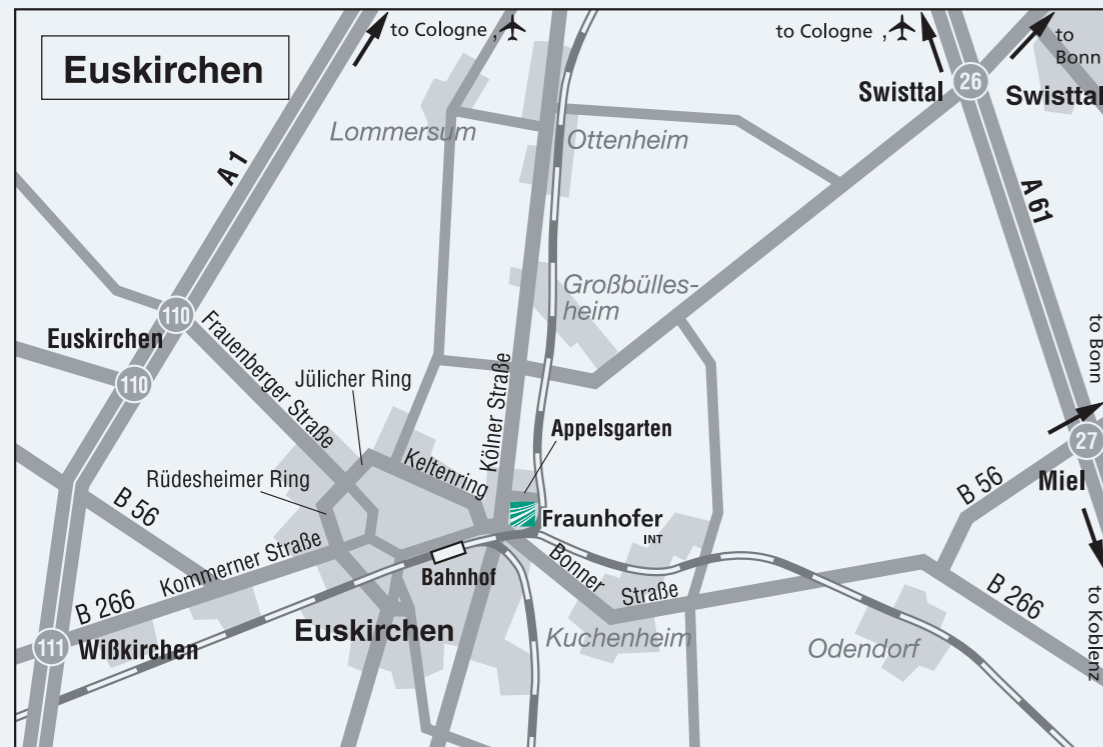 Euskirchen
to Cologne ,
to Cologne ,
to
Bonn
Swisttal
26
Swisttal
Lommersum
Ottenheim
A 1
A 61
Großbülles-
heim
110
Euskirchen
110
Frauenberger Straße
Jülicher Ring
Kölner Straße
to Bonn
Appelsgarten
Keltenring
27
Miel
Rüdesheimer Ring
B 56
B 56
Fraunhofer
INT
Kommerner Straße
Bahnhof
Bonner
Straße
B 266
B 266
to Koblenz
111
Wißkirchen
Euskirchen
Kuchenheim
Odendorf